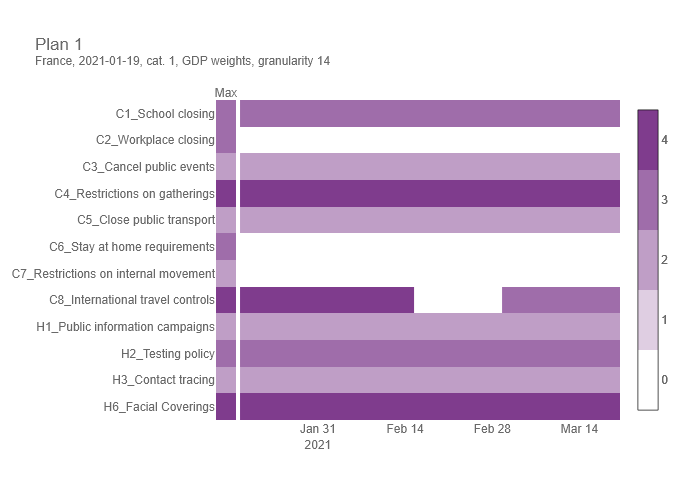 Plan 1
France, 2021-01-19, cat. 1, GDP weights, granularity 14
Max
C1_School closing
C2_Workplace closing
C3_Cancel public events
C4_Restrictions on gatherings
C5_Close public transport
C6_Stay at home requirements
C7_Restrictions on internal movement
C8_International travel controls
H1_Public information campaigns
H2_Testing policy
H3_Contact tracing
H6_Facial Coverings
Jan 31 Feb 14 Feb 28 Mar 14
2021
4
3
2
1
0